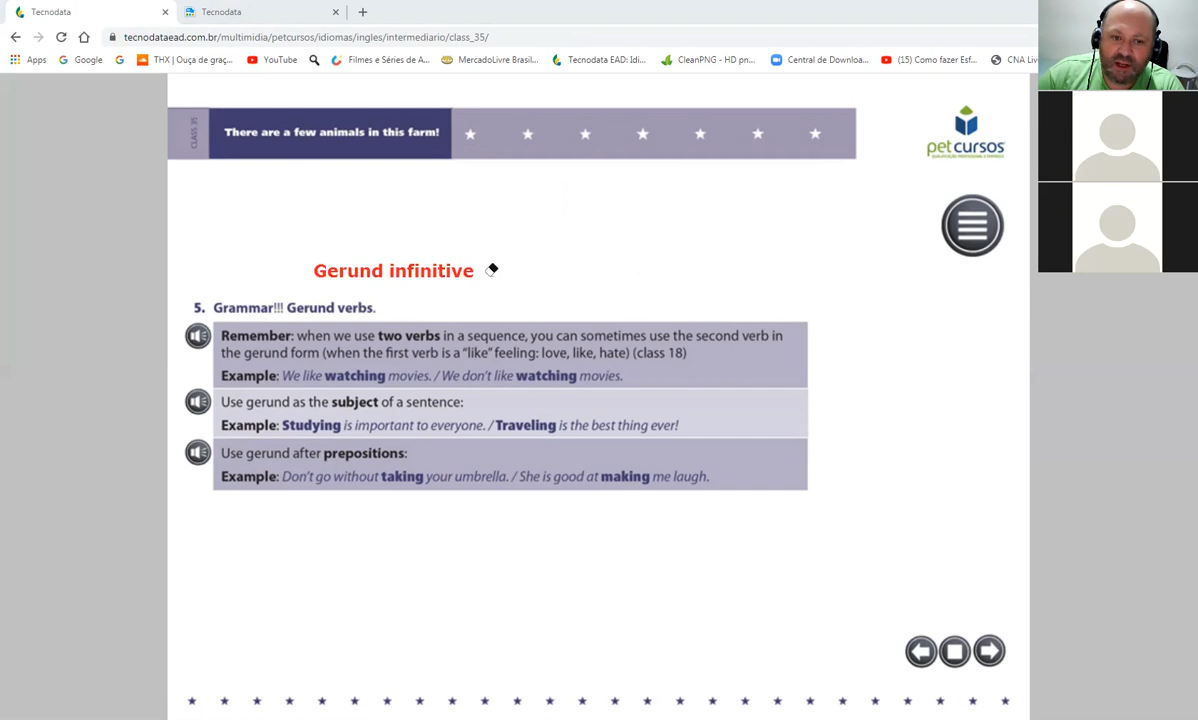 Tecnodata
Tecnodata
tecnodataead.com.br/multimidia/petcursos/idiomas/ingles/intermediario/class_35/
Apps Google THX | Ouça de graç... YouTube Filmes e Séries de A... MercadoLivre Brasil... Tecnodata EAD: Idi... CleanPNG - HD pn... Central de Downloa... (15) Como fazer Esf... CNA Liv
CLASS 35
There are a few animals in this farm!
petcursos
QUALIFICAÇÃO PROFISSIONAL E EMPREGO
Gerund infinitive
5. Grammar!!! Gerund verbs.
Remember: when we use two verbs in a sequence, you can sometimes use the second verb in
the gerund form (when the first verb is a “like” feeling: love, like, hate) (class 18)
Example: We like watching movies. / We don't like watching movies.
Use gerund as the subject of a sentence:
Example: Studying is important to everyone. / Traveling is the best thing ever!
Use gerund after prepositions:
Example: Don't go without taking your umbrella. / She is good at making me laugh.